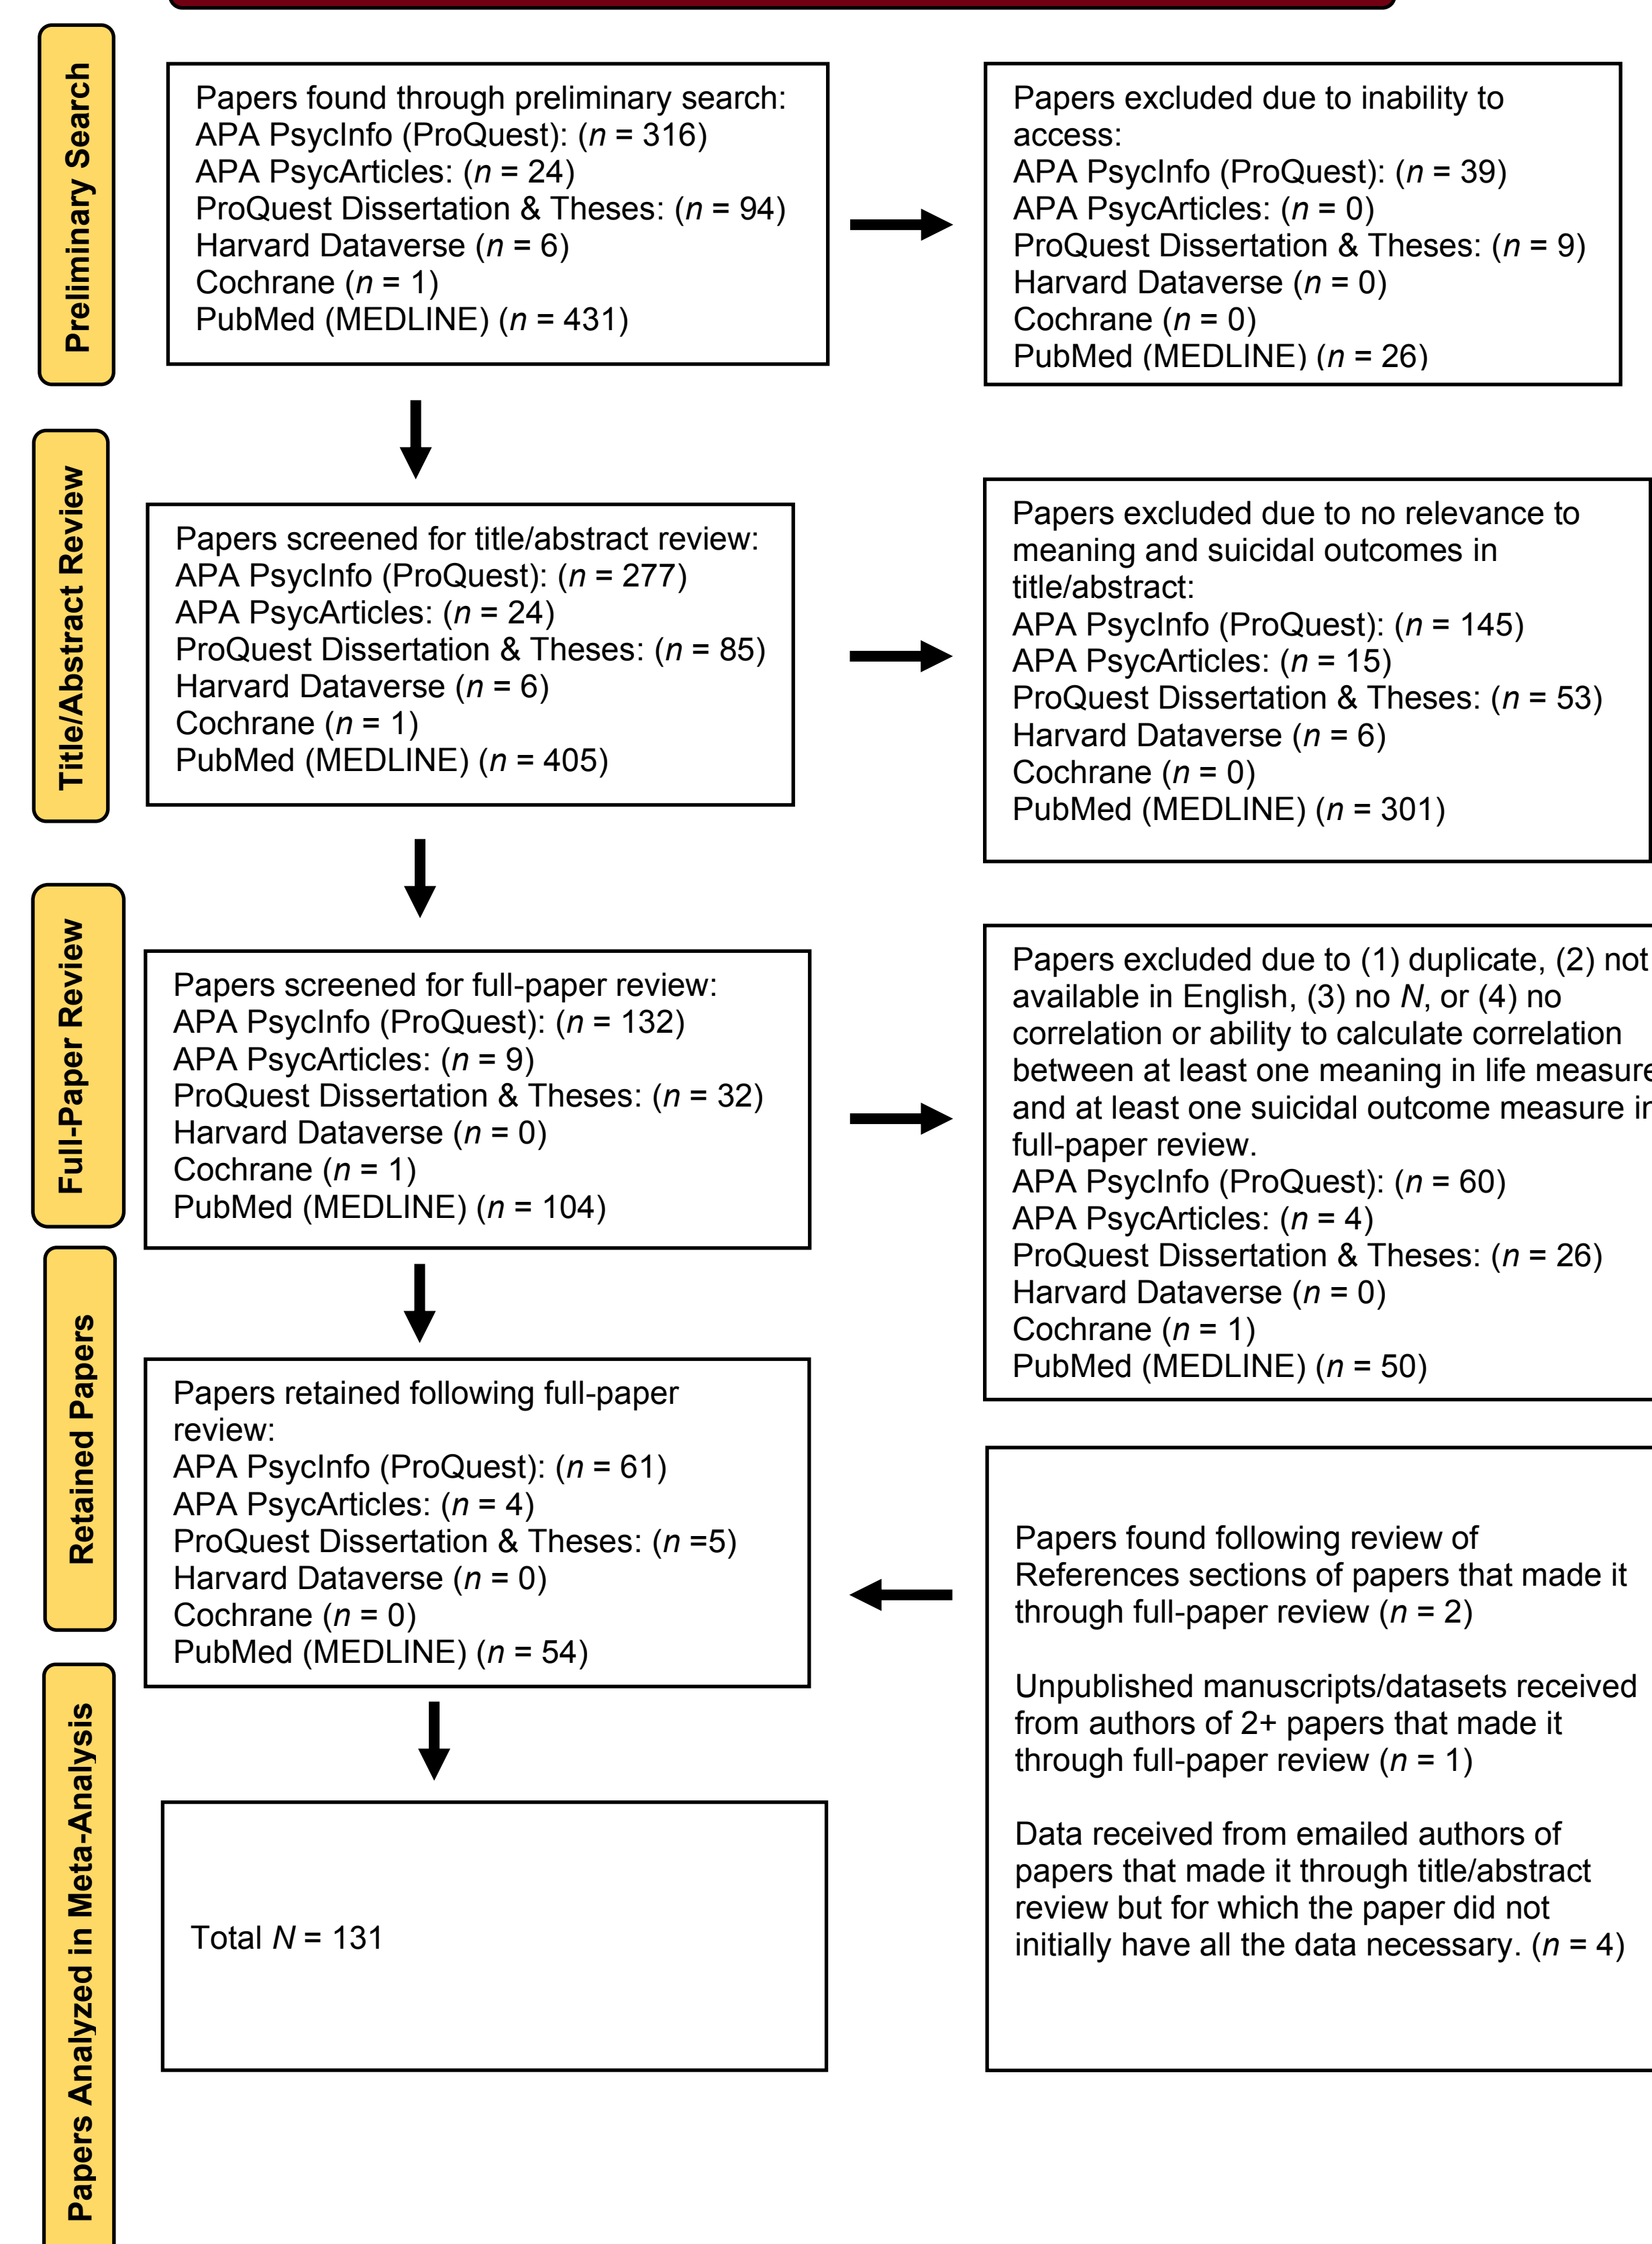 Preliminary Search
Papers found through preliminary search:
APA PsycInfo (ProQuest): (n = 316)
APA PsycArticles: (n = 24)
ProQuest Dissertation & Theses: (n = 94)
Harvard Dataverse (n = 6)
Cochrane (n = 1)
PubMed (MEDLINE) (n = 431)
Papers excluded due to inability to
access:
APA PsycInfo (ProQuest): (n = 39)
APA PsycArticles: (n = 0)
ProQuest Dissertation & Theses: (n = 9)
Harvard Dataverse (n = 0)
Cochrane (n = 0)
PubMed (MEDLINE) (n = 26)
Title/Abstract Review
Papers screened for title/abstract review:
APA PsycInfo (ProQuest): (n = 277)
APA PsycArticles: (n = 24)
ProQuest Dissertation & Theses: (n = 85)
Harvard Dataverse (n = 6)
Cochrane (n = 1)
PubMed (MEDLINE) (n = 405)
Papers excluded due to no relevance to
meaning and suicidal outcomes in
title/abstract:
APA PsycInfo (ProQuest): (n = 145)
APA PsycArticles: (n = 15)
ProQuest Dissertation & Theses: (n = 53)
Harvard Dataverse (n = 6)
Cochrane (n = 0)
PubMed (MEDLINE) (n = 301)
Full-Paper Review
Papers screened for full-paper review:
APA PsycInfo (ProQuest): (n = 132)
APA PsycArticles: (n = 9)
ProQuest Dissertation & Theses: (n = 32)
Harvard Dataverse (n = 0)
Cochrane (n = 1)
PubMed (MEDLINE) (n = 104)
Papers excluded due to (1) duplicate, (2) not
available in English, (3) no N, or (4) no
correlation or ability to calculate correlation
between at least one meaning in life measure
and at least one suicidal outcome measure in
full-paper review.
APA PsycInfo (ProQuest): (n = 60)
APA PsycArticles: (n = 4)
ProQuest Dissertation & Theses: (n = 26)
Harvard Dataverse (n = 0)
Cochrane (n = 1)
PubMed (MEDLINE) (n = 50)
Retained Papers
Papers retained following full-paper
review:
APA PsycInfo (ProQuest): (n = 61)
APA PsycArticles: (n = 4)
ProQuest Dissertation & Theses: (n =5)
Harvard Dataverse (n = 0)
Cochrane (n = 0)
PubMed (MEDLINE) (n = 54)
Papers found following review of
References sections of papers that made it
through full-paper review (n = 2)
Unpublished manuscripts/datasets received
from authors of 2+ papers that made it
through full-paper review (n = 1)
Data received from emailed authors of
papers that made it through title/abstract
review but for which the paper did not
initially have all the data necessary. (n = 4)
Papers Analyzed in Meta-Analysis
Total N = 131